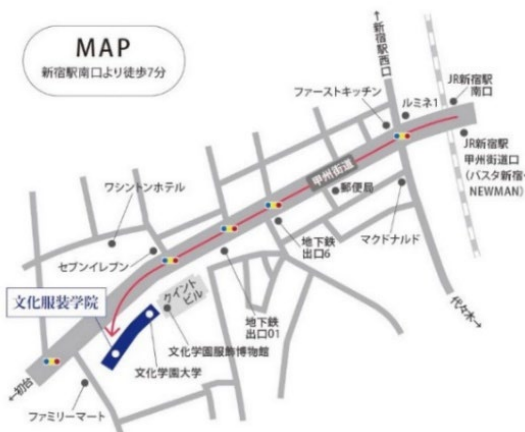 MAP
新宿駅南口より徒歩7分
←新宿駅西口
ファーストキッチン
ルミネ1
JR新宿駅
南口
JR新宿駅
甲州街道口
(バスタ新宿・
NEWMAN)
甲州街道
郵便局
マクドナルド
ワシントンホテル
セブンイレブン
地下鉄
出口6
地下鉄
出口01
代々木→
クイント
ビル
文化服装学院
文化学園服飾博物館
文化学園大学
←初台
ファミリーマート